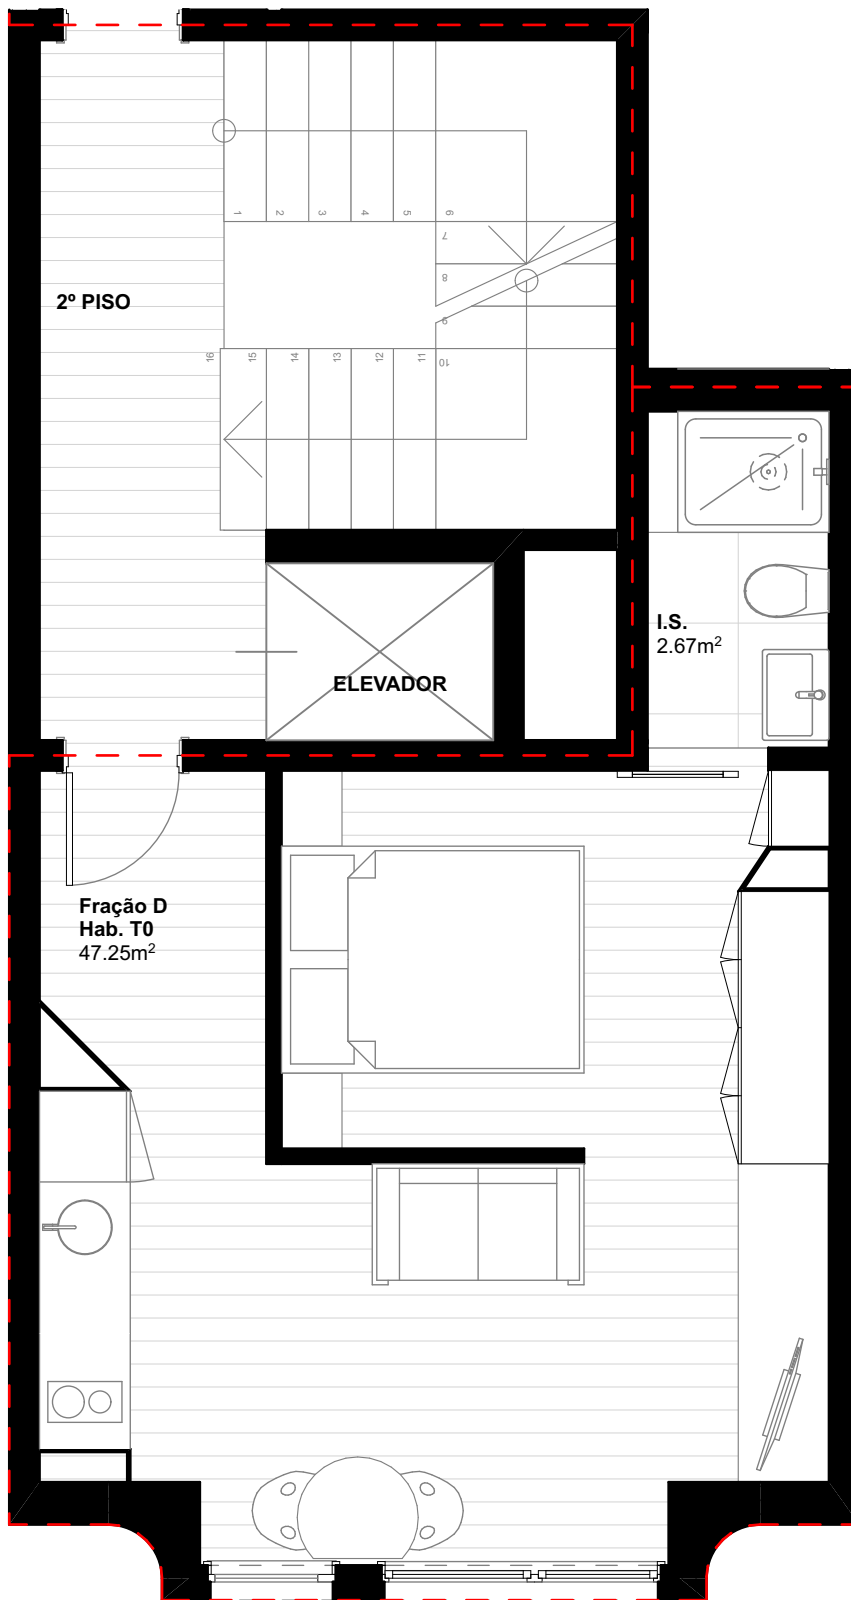 1 2 3 4 5 6
7
8
9
10
2º PISO
16 15 14 13 12 11
I.S.
2.67m²
ELEVADOR
Fração D
Hab. T0
47.25m²